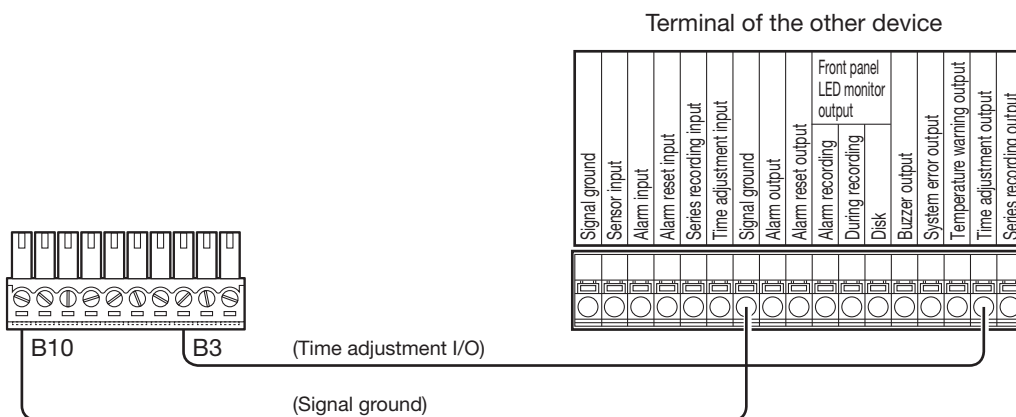 Terminal of the other device
Signal ground
Sensor input
Alarm input
Alarm reset input
Series recording input
Time adjustment input
Signal ground
Alarm output
Alarm reset output
Front panel
LED monitor
output
Alarm recording
During recording
Disk
Buzzer output
System error output
Temperature warning output
Time adjustment output
Series recording output
B10
B3
(Time adjustment I/O)
(Signal ground)